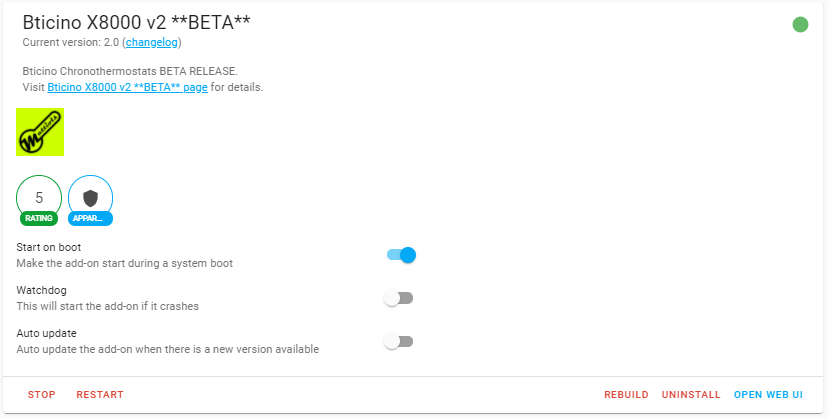 Bticino X8000 v2 **BETA**
Current version: 2.0 (changelog)
Bticino Chronothermostats BETA RELEASE.
Visit Bticino X8000 v2 **BETA** page for details.
5
RATING
APPAR...
Start on boot
Make the add-on start during a system boot
Watchdog
This will start the add-on if it crashes
Auto update
Auto update the add-on when there is a new version available
STOP RESTART REBUILD UNINSTALL OPEN WEB UI